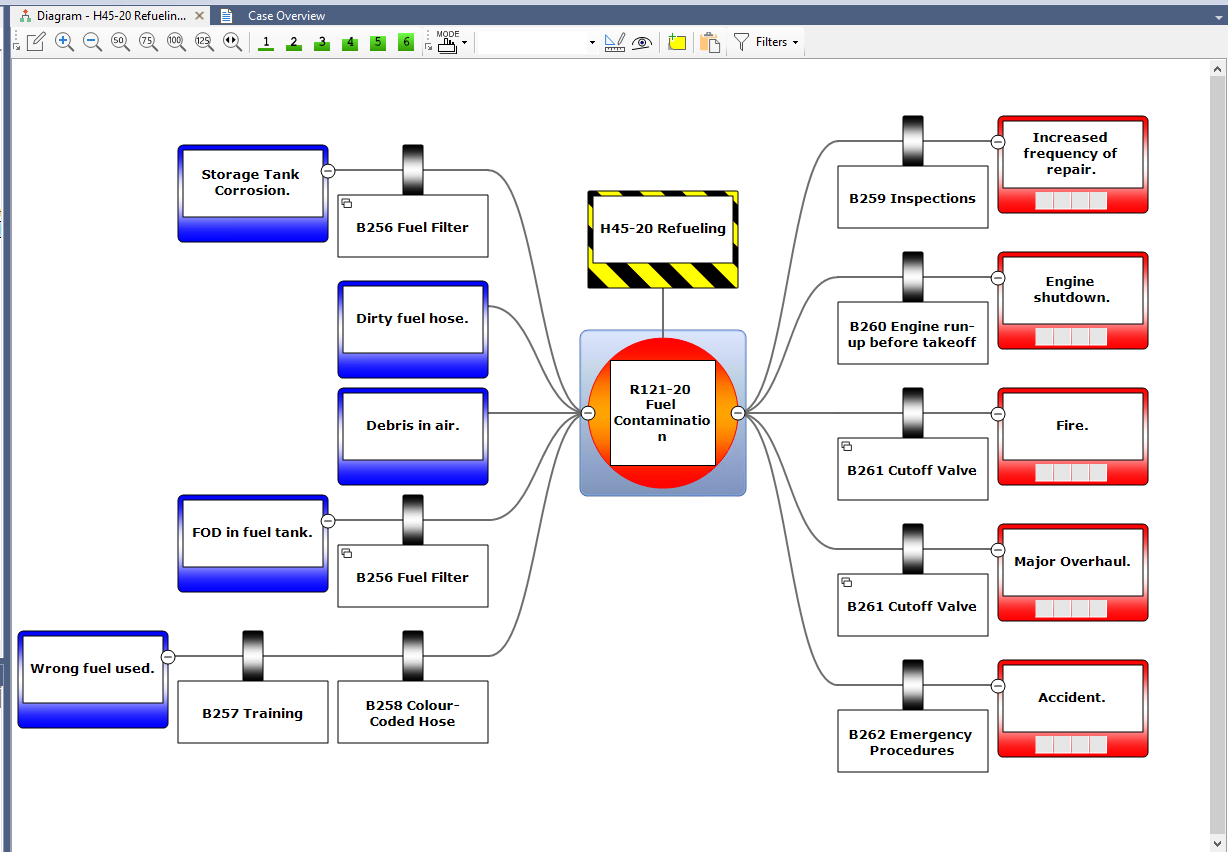 Diagram - H45-20 Refuelin...
Case Overview
50
75
100
125
1
2
3
4
5
6
MODE
Filters
Storage Tank
Corrosion.
B256 Fuel Filter
Dirty fuel hose.
Debris in air.
FOD in fuel tank.
B256 Fuel Filter
Wrong fuel used.
B257 Training
B258 Colour-
Coded Hose
H45-20 Refueling
R121-20
Fuel
Contaminatio
n
B259 Inspections
Increased
frequency of
repair.
B260 Engine run-
up before takeoff
Engine
shutdown.
B261 Cutoff Valve
Fire.
B261 Cutoff Valve
Major Overhaul.
B262 Emergency
Procedures
Accident.